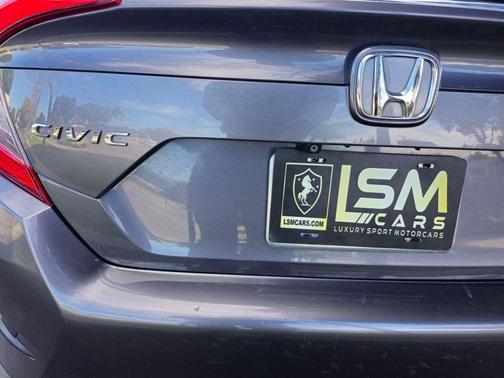 CIVIC
LSM
CARS
LSMCARS.COM
LUXURY SPORT MOTORCARS